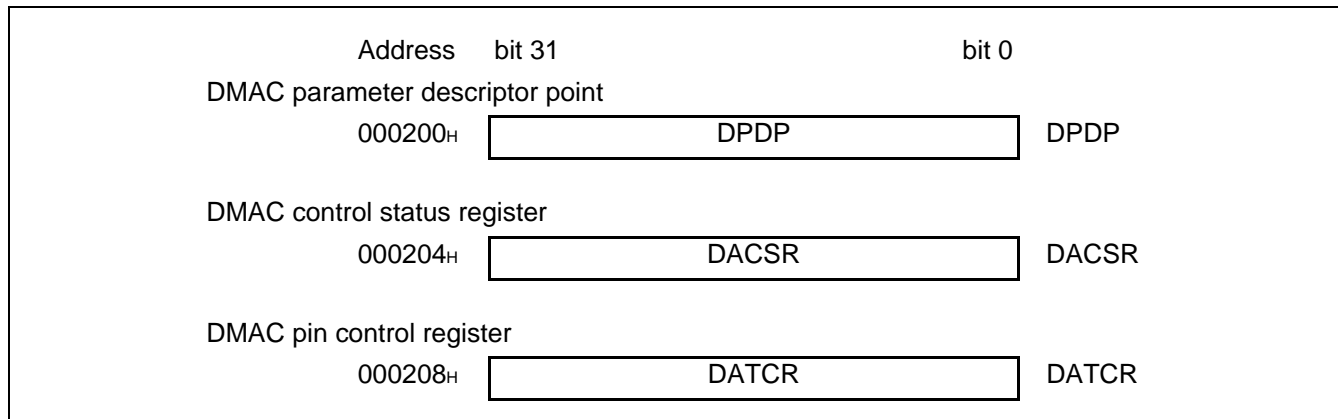 Address bit 31 bit 0
DMAC parameter descriptor point
000200H DPDP DPDP
DMAC control status register
000204H DACSR DACSR
DMAC pin control register
000208H DATCR DATCR